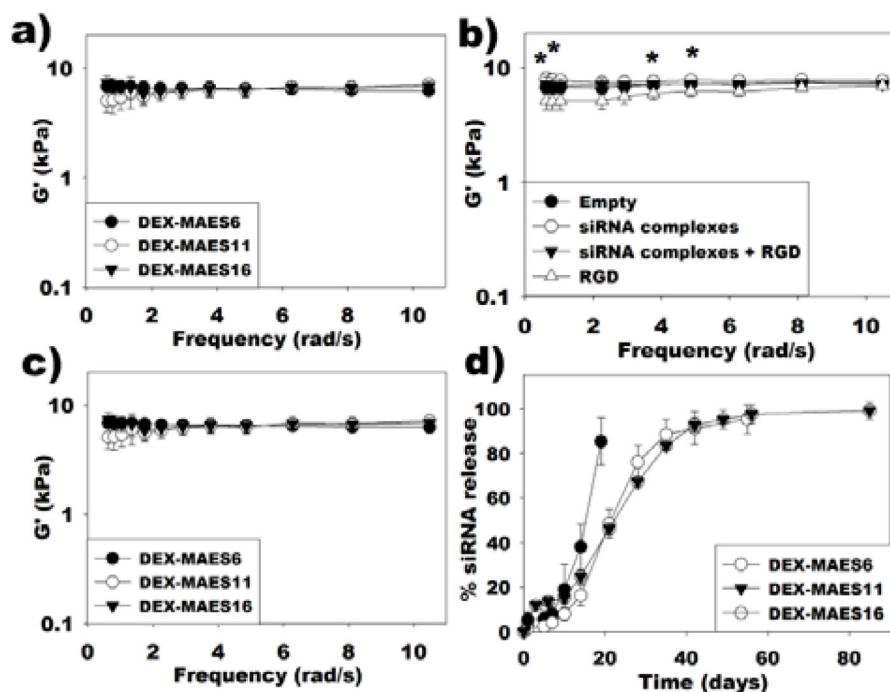 a)
G' (kPa)
10
1
0.1
DEX-MAES6
DEX-MAES11
DEX-MAES16
0 2 4 6 8 10
Frequency (rad/s)
b)
* * * *
G' (kPa)
10
1
0.1
Empty
siRNA complexes
siRNA complexes + RGD
RGD
0 2 4 6 8 10
Frequency (rad/s)
c)
G' (kPa)
10
1
0.1
DEX-MAES6
DEX-MAES11
DEX-MAES16
0 2 4 6 8 10
Frequency (rad/s)
d)
% siRNA release
100
80
60
40
20
0
DEX-MAES6
DEX-MAES11
DEX-MAES16
0 20 40 60 80
Time (days)